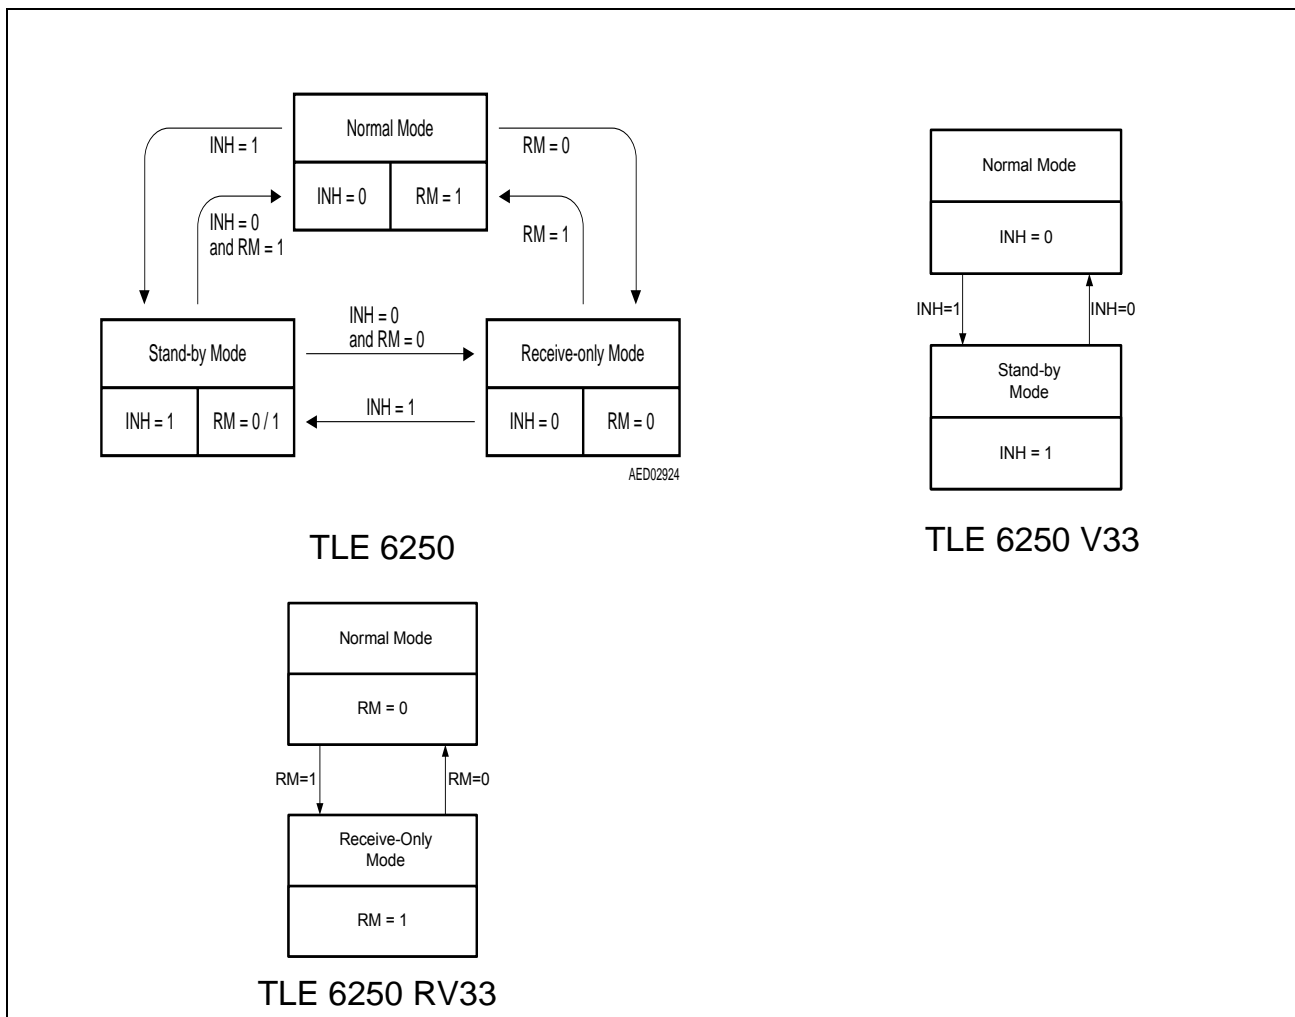 Normal Mode
INH = 0
RM = 1
INH = 1
RM = 0
INH = 0
and RM = 1
RM = 1
INH = 0
and RM = 0
Stand-by Mode
INH = 1
RM = 0 / 1
INH = 1
Receive-only Mode
INH = 0
RM = 0
AED02924
TLE 6250
Normal Mode
INH = 0
INH=1
INH=0
Stand-by
Mode
INH = 1
TLE 6250 V33
Normal Mode
RM = 0
RM=1
RM=0
Receive-Only
Mode
RM = 1
TLE 6250 RV33